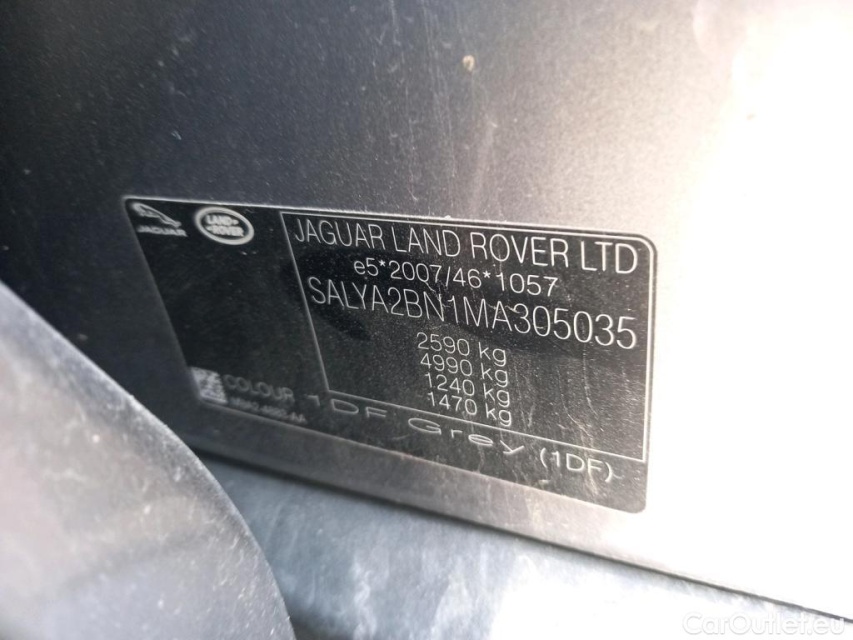 JAGUAR
LAND ROVER
JAGUAR LAND ROVER LTD
e5*2007/46*1057
SALYA2BN1MA305035
2590 kg
4990 kg
1240 kg
1470 kg
COLOUR 1DF Grey (1DF)
CarOutlet.eu